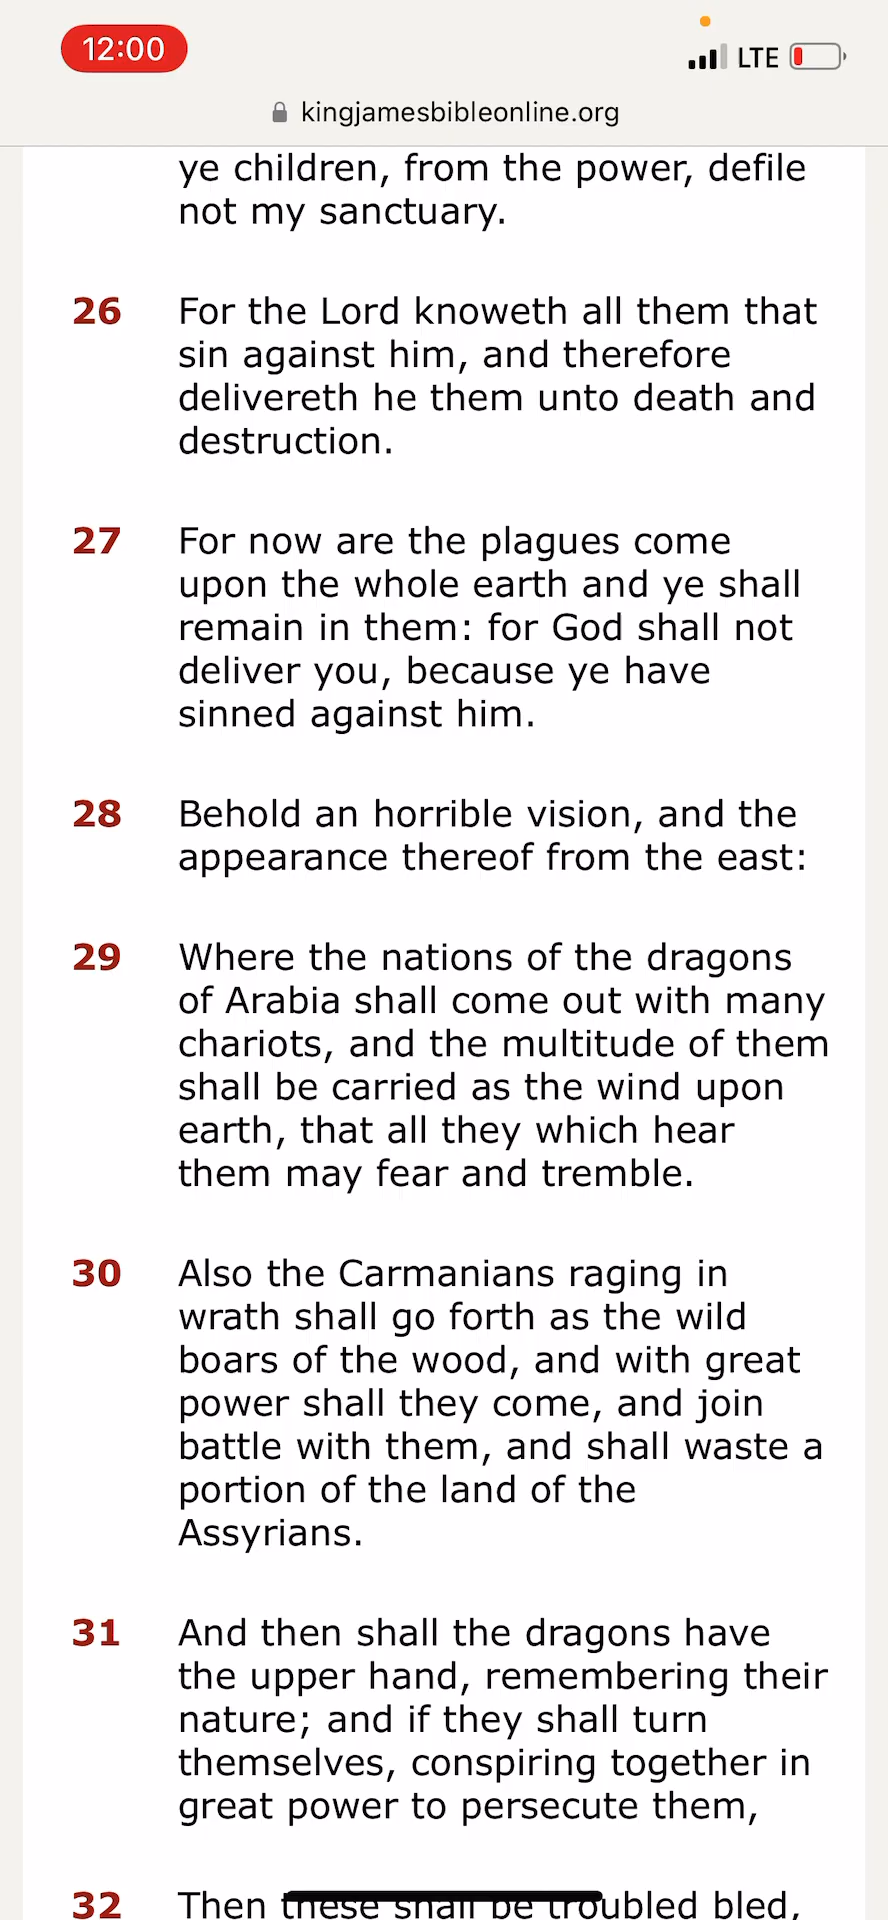 12:00
LTE
kingjamesbibleonline.org
ye children, from the power, defile
not my sanctuary.
26 For the Lord knoweth all them that
sin against him, and therefore
delivereth he them unto death and
destruction.
27 For now are the plagues come
upon the whole earth and ye shall
remain in them: for God shall not
deliver you, because ye have
sinned against him.
28 Behold an horrible vision, and the
appearance thereof from the east:
29 Where the nations of the dragons
of Arabia shall come out with many
chariots, and the multitude of them
shall be carried as the wind upon
earth, that all they which hear
them may fear and tremble.
30 Also the Carmanians raging in
wrath shall go forth as the wild
boars of the wood, and with great
power shall they come, and join
battle with them, and shall waste a
portion of the land of the
Assyrians.
31 And then shall the dragons have
the upper hand, remembering their
nature; and if they shall turn
themselves, conspiring together in
great power to persecute them,
32 Then these shall be troubled bled,